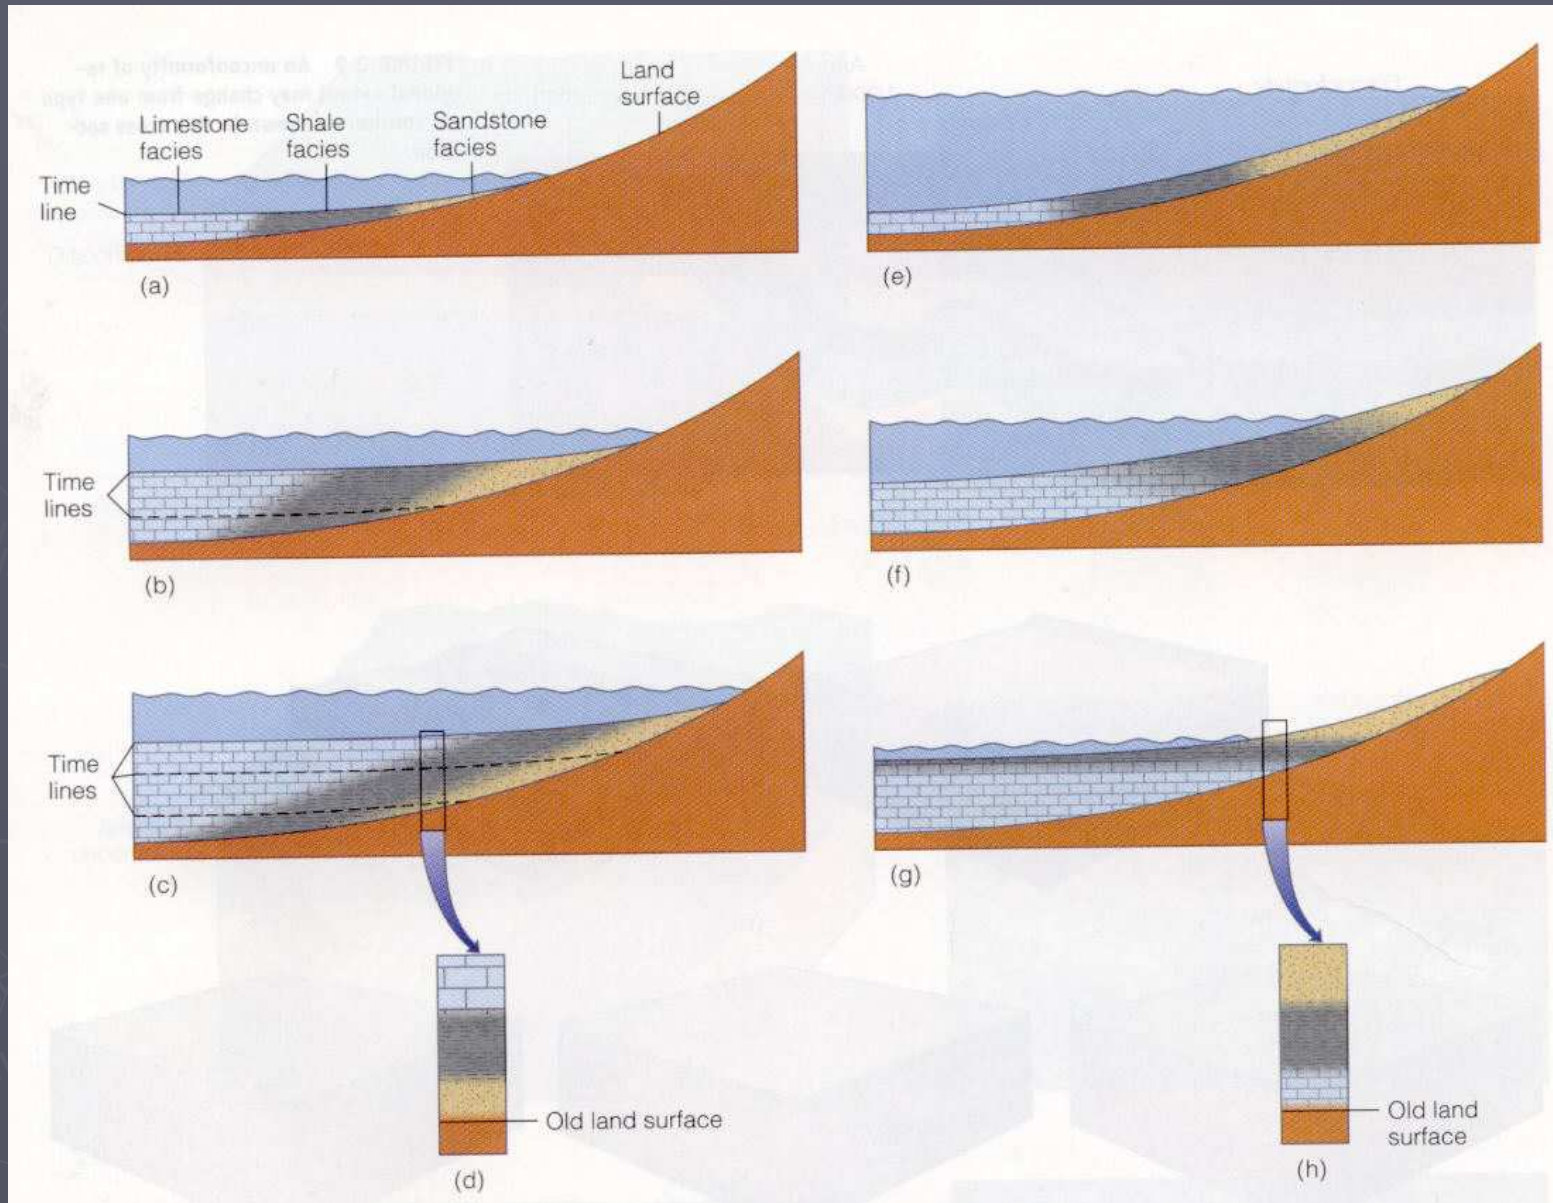 Limestone
facies
Shale
facies
Sandstone
facies
Land
surface
Time
line
(a)
(e)
Time
lines
(b)
(f)
Time
lines
(c)
(g)
Old land surface
(d)
Old land
surface
(h)